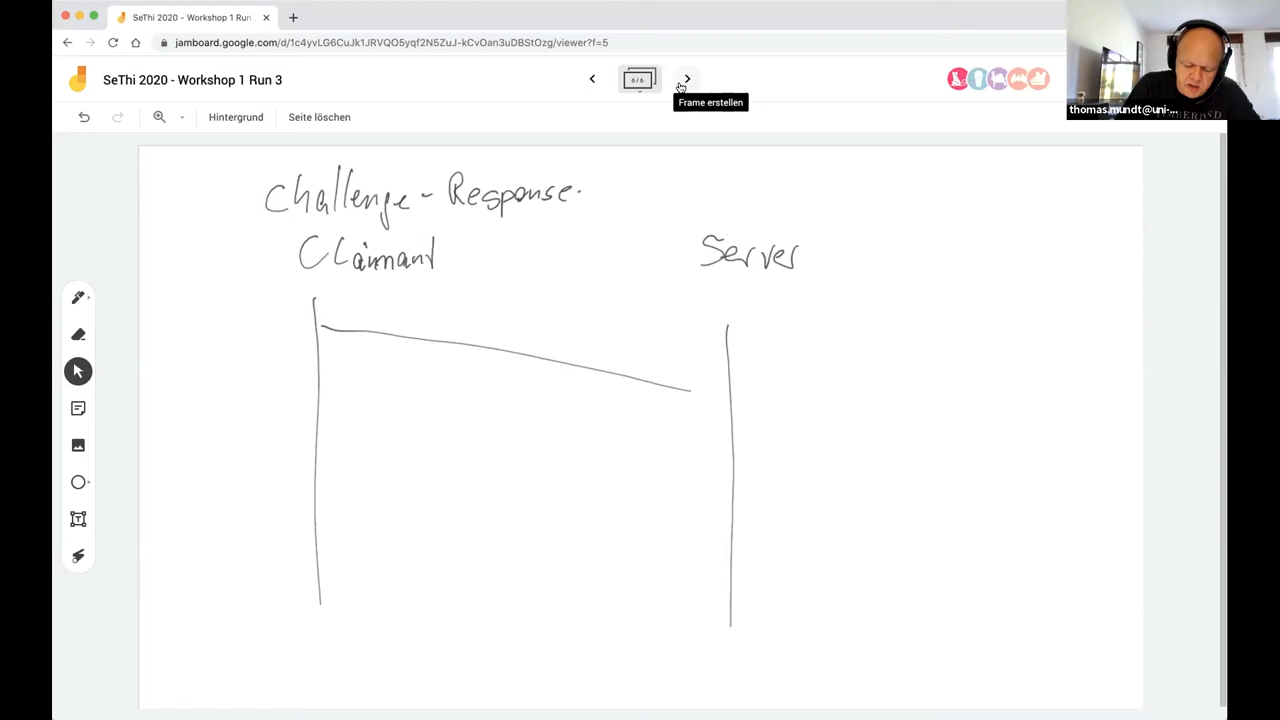 SeThi 2020 - Workshop 1 Run
jamboard.google.com/d/1c4yvLG6CuJk1JRVQO5yqf2N5ZuJ-kCvOan3uDBStOzg/viewer?f=5
SeThi 2020 - Workshop 1 Run 3
6/6
Frame erstellen
thomas.mundt@uni-...
TIMBERLAND
Hintergrund
Seite löschen
Challenge-Response.
Claimant
Server